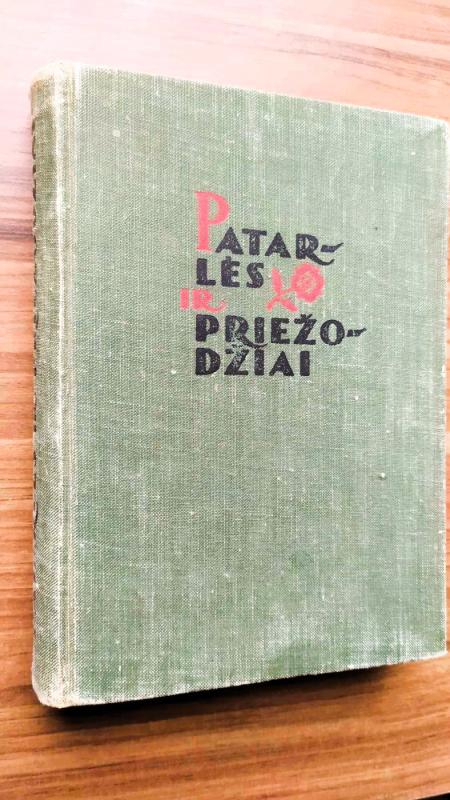 PATAR-
LĖS
IR
PRIEŽO-
DŽIAI